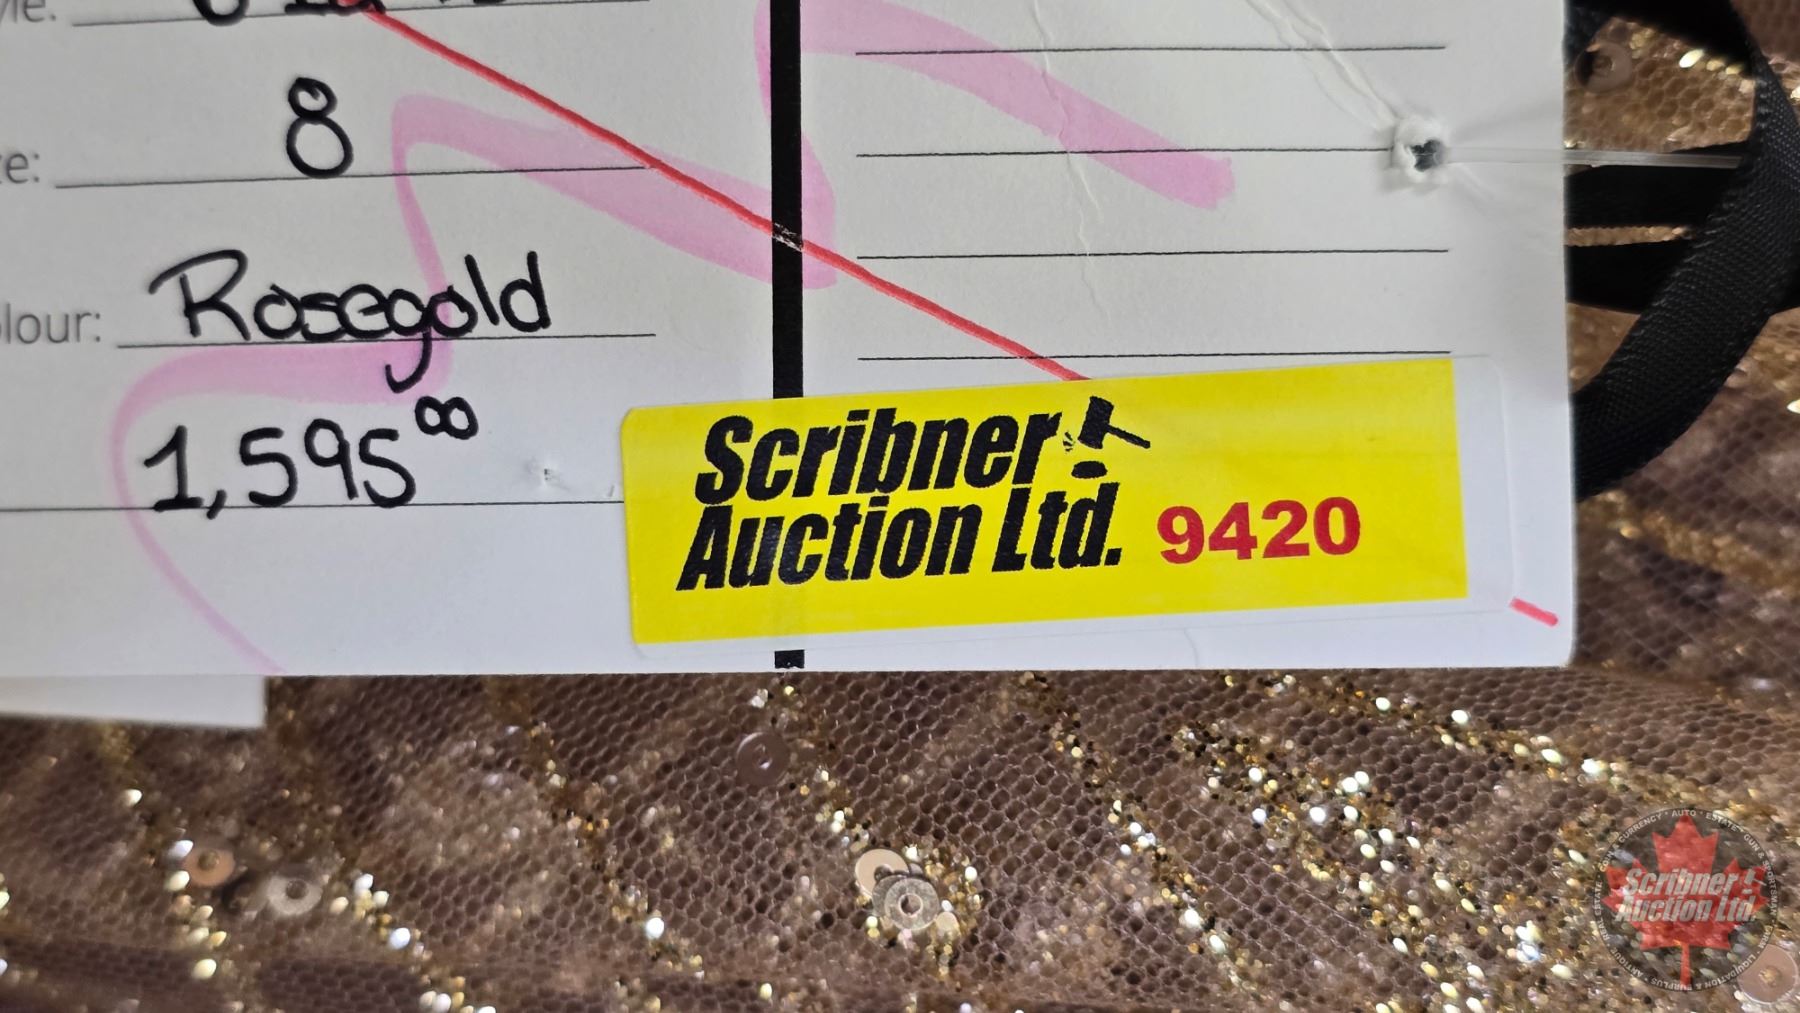 8
Rosegold
lour:
1,595⁰⁰
Scribner
Auction Ltd. 9420
Scribner
Auction Ltd.